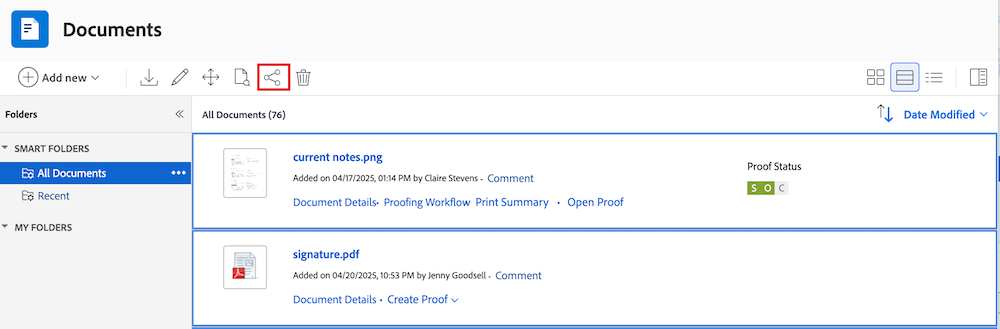 Documents
Add new
Folders
All Documents (76)
Date Modified
SMART FOLDERS
All Documents
Recent
MY FOLDERS
current notes.png
Added on 04/17/2025, 01:14 PM by Claire Stevens - Comment
Document Details• Proofing Workflow Print Summary • Open Proof
Proof Status
S O C
signature.pdf
Added on 04/20/2025, 10:53 PM by Jenny Goodsell - Comment
Document Details • Create Proof